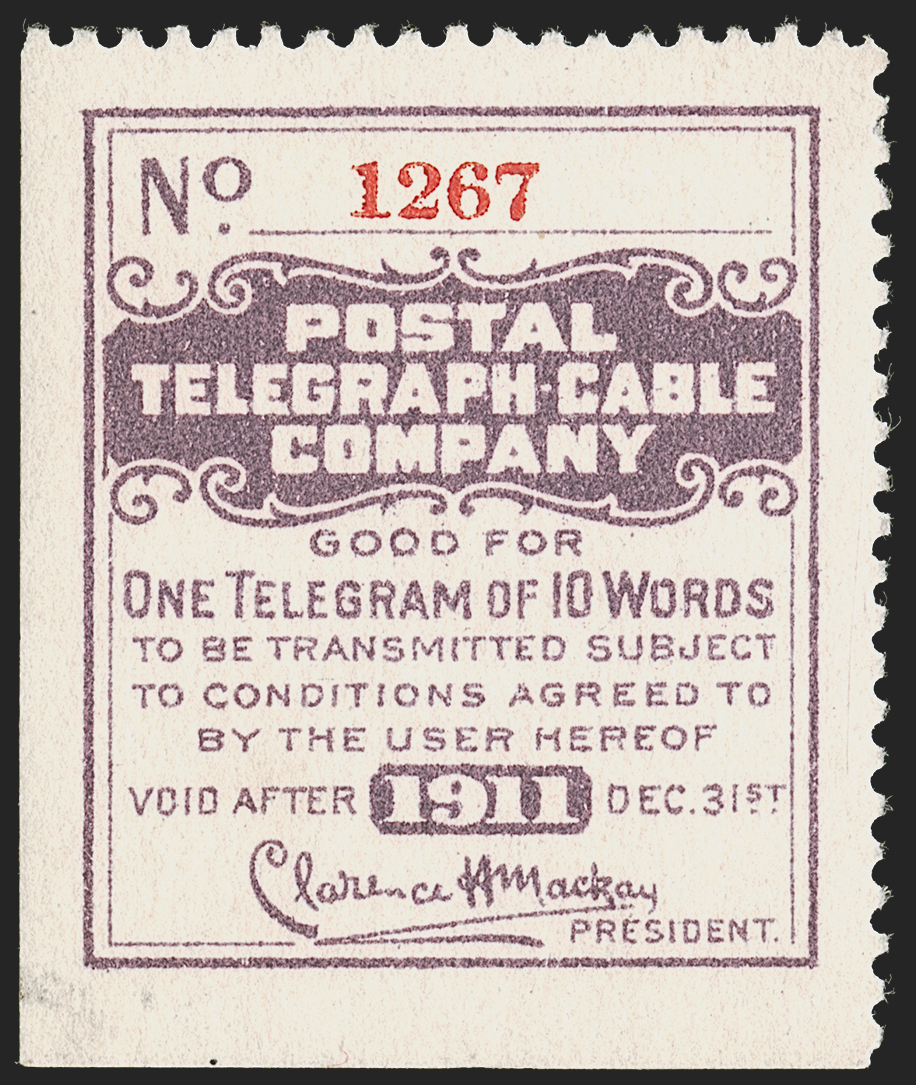 No. 1267
POSTAL
TELEGRAPH-CABLE
COMPANY
GOOD FOR
ONE TELEGRAM OF 10 WORDS
TO BE TRANSMITTED SUBJECT
TO CONDITIONS AGREED TO
BY THE USER HEREOF
VOID AFTER 1911 DEC. 31ST
Clarence H Mackay
PRESIDENT.